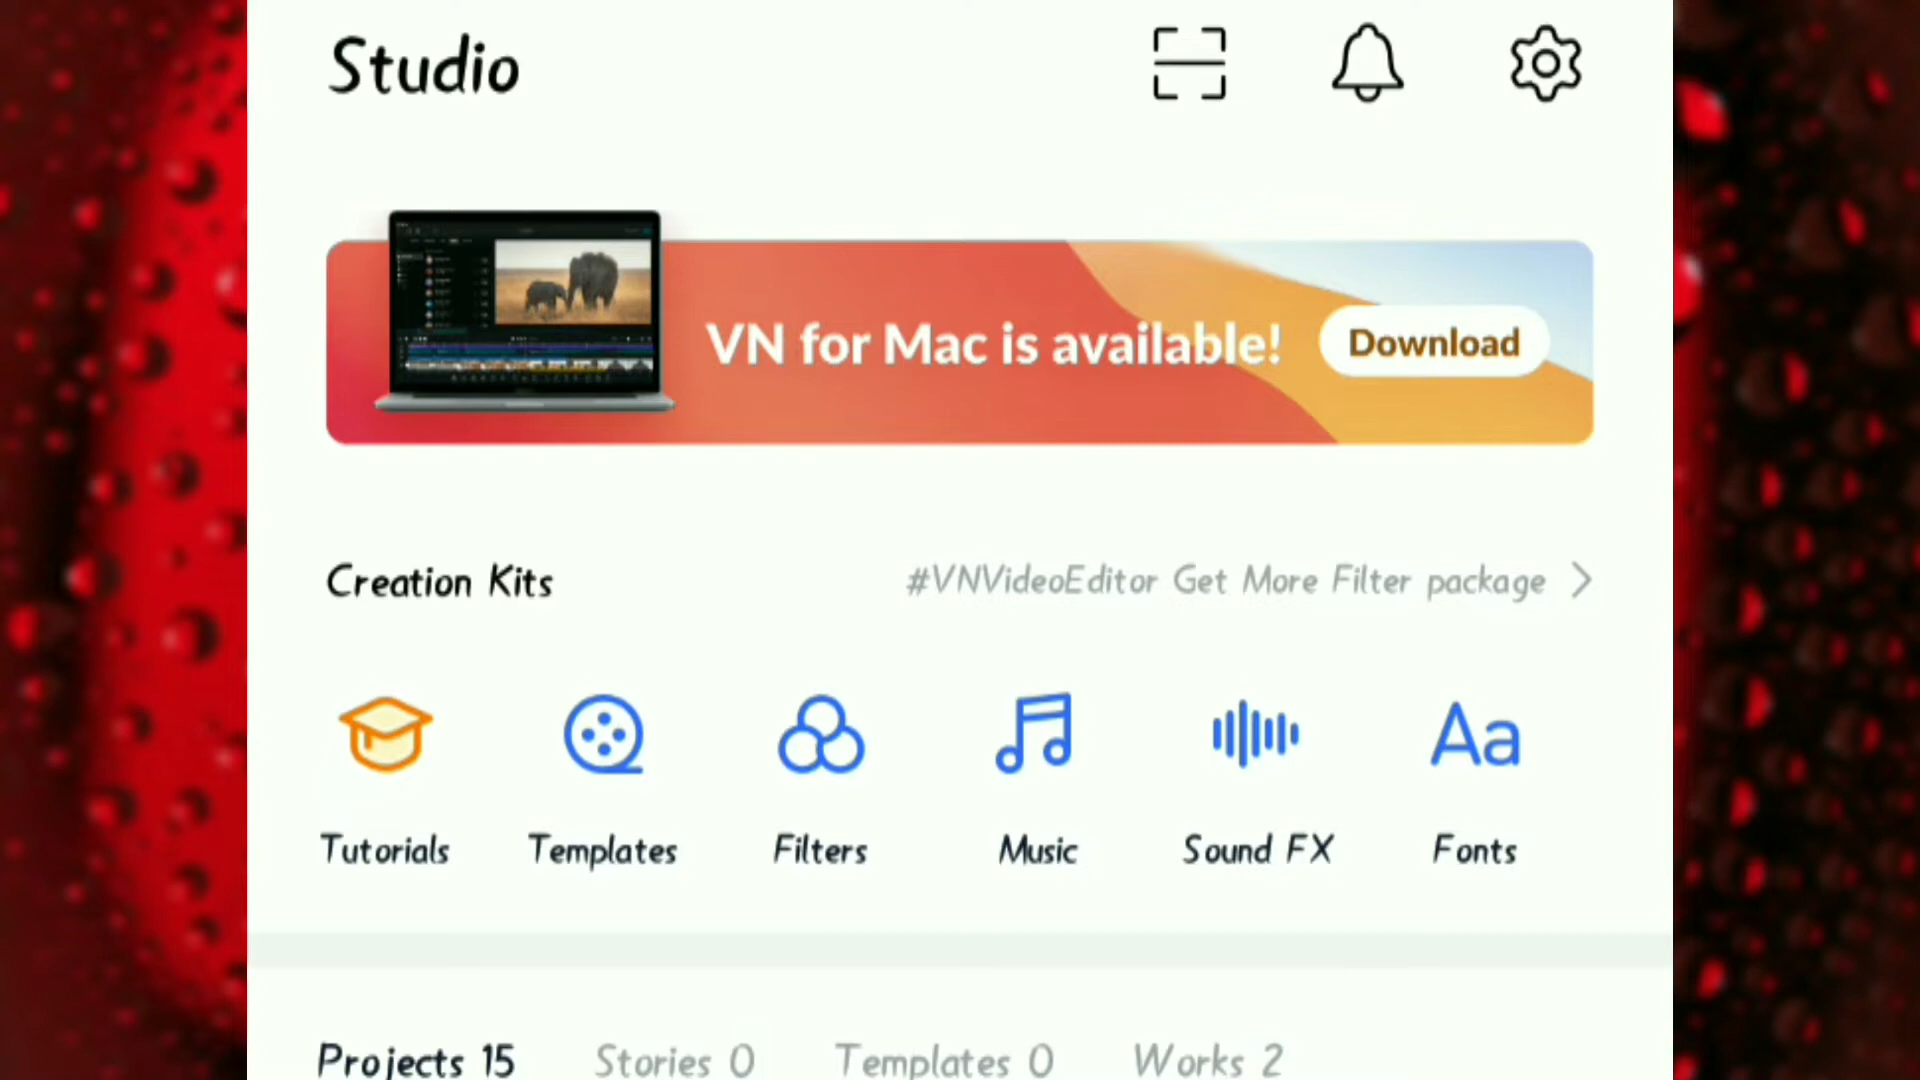 Studio
VN for Mac is available!
Download
Creation Kits
#VNVideoEditor Get More Filter package
Aa
Tutorials
Templates
Filters
Music
Sound FX
Fonts
Projects 15
Stories 0
Templates 0
Works 2